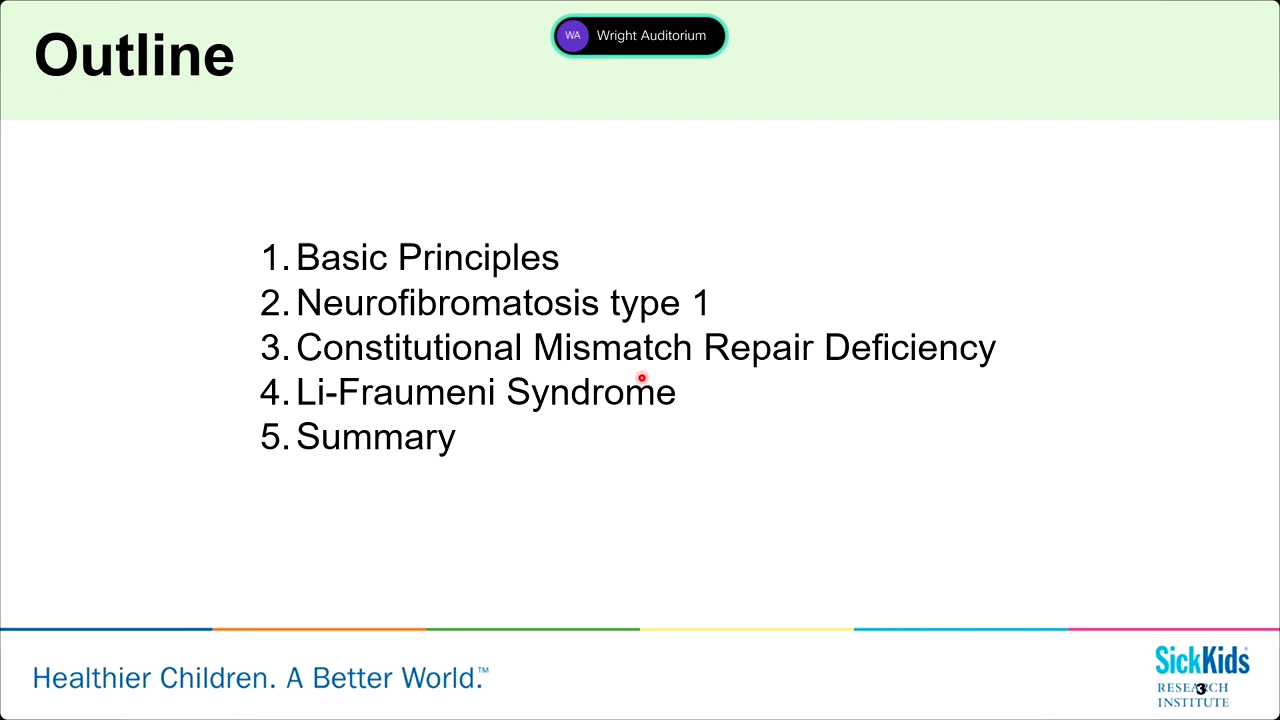 Outline
WA Wright Auditorium
1. Basic Principles
2. Neurofibromatosis type 1
3. Constitutional Mismatch Repair Deficiency
4. Li-Fraumeni Syndrome
5. Summary
Healthier Children. A Better World.™
SickKids
RESEARCH
INSTITUTE
3